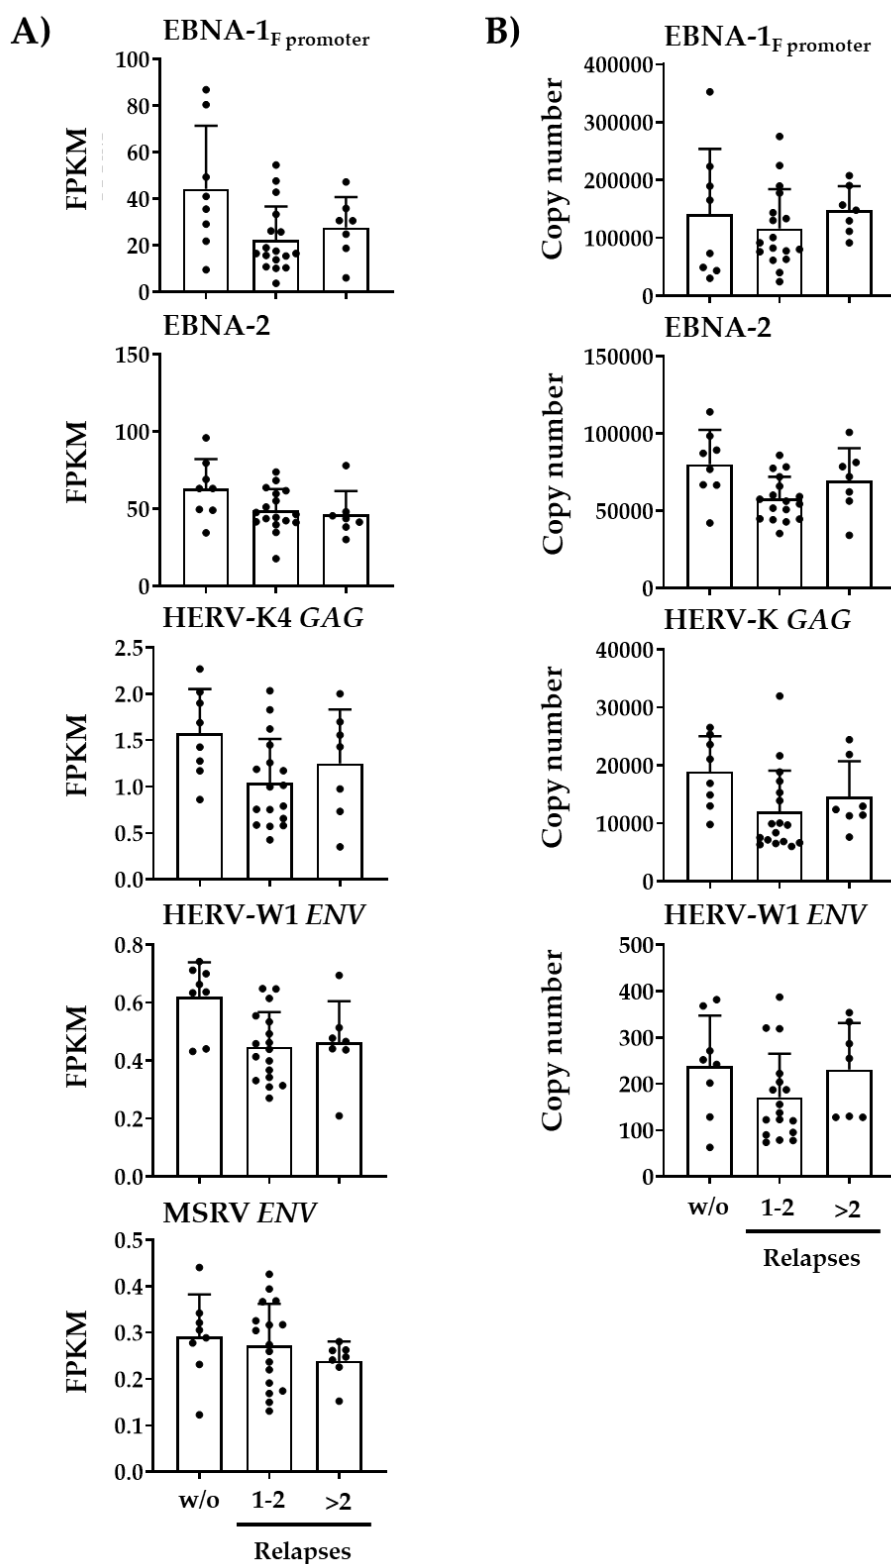 A)
EBNA-1F promoter
FPKM
100
80
60
40
20
0
EBNA-2
FPKM
150
100
50
0
HERV-K4 GAG
FPKM
2.5
2.0
1.5
1.0
0.5
0.0
HERV-W1 ENV
FPKM
0.8
0.6
0.4
0.2
0.0
MSRV ENV
FPKM
0.5
0.4
0.3
0.2
0.1
0.0
w/o 1-2 >2
Relapses
B)
EBNA-1F promoter
Copy number
400000
300000
200000
100000
0
EBNA-2
Copy number
150000
100000
50000
0
HERV-K GAG
Copy number
40000
30000
20000
10000
0
HERV-W1 ENV
Copy number
500
400
300
200
100
0
w/o 1-2 >2
Relapses